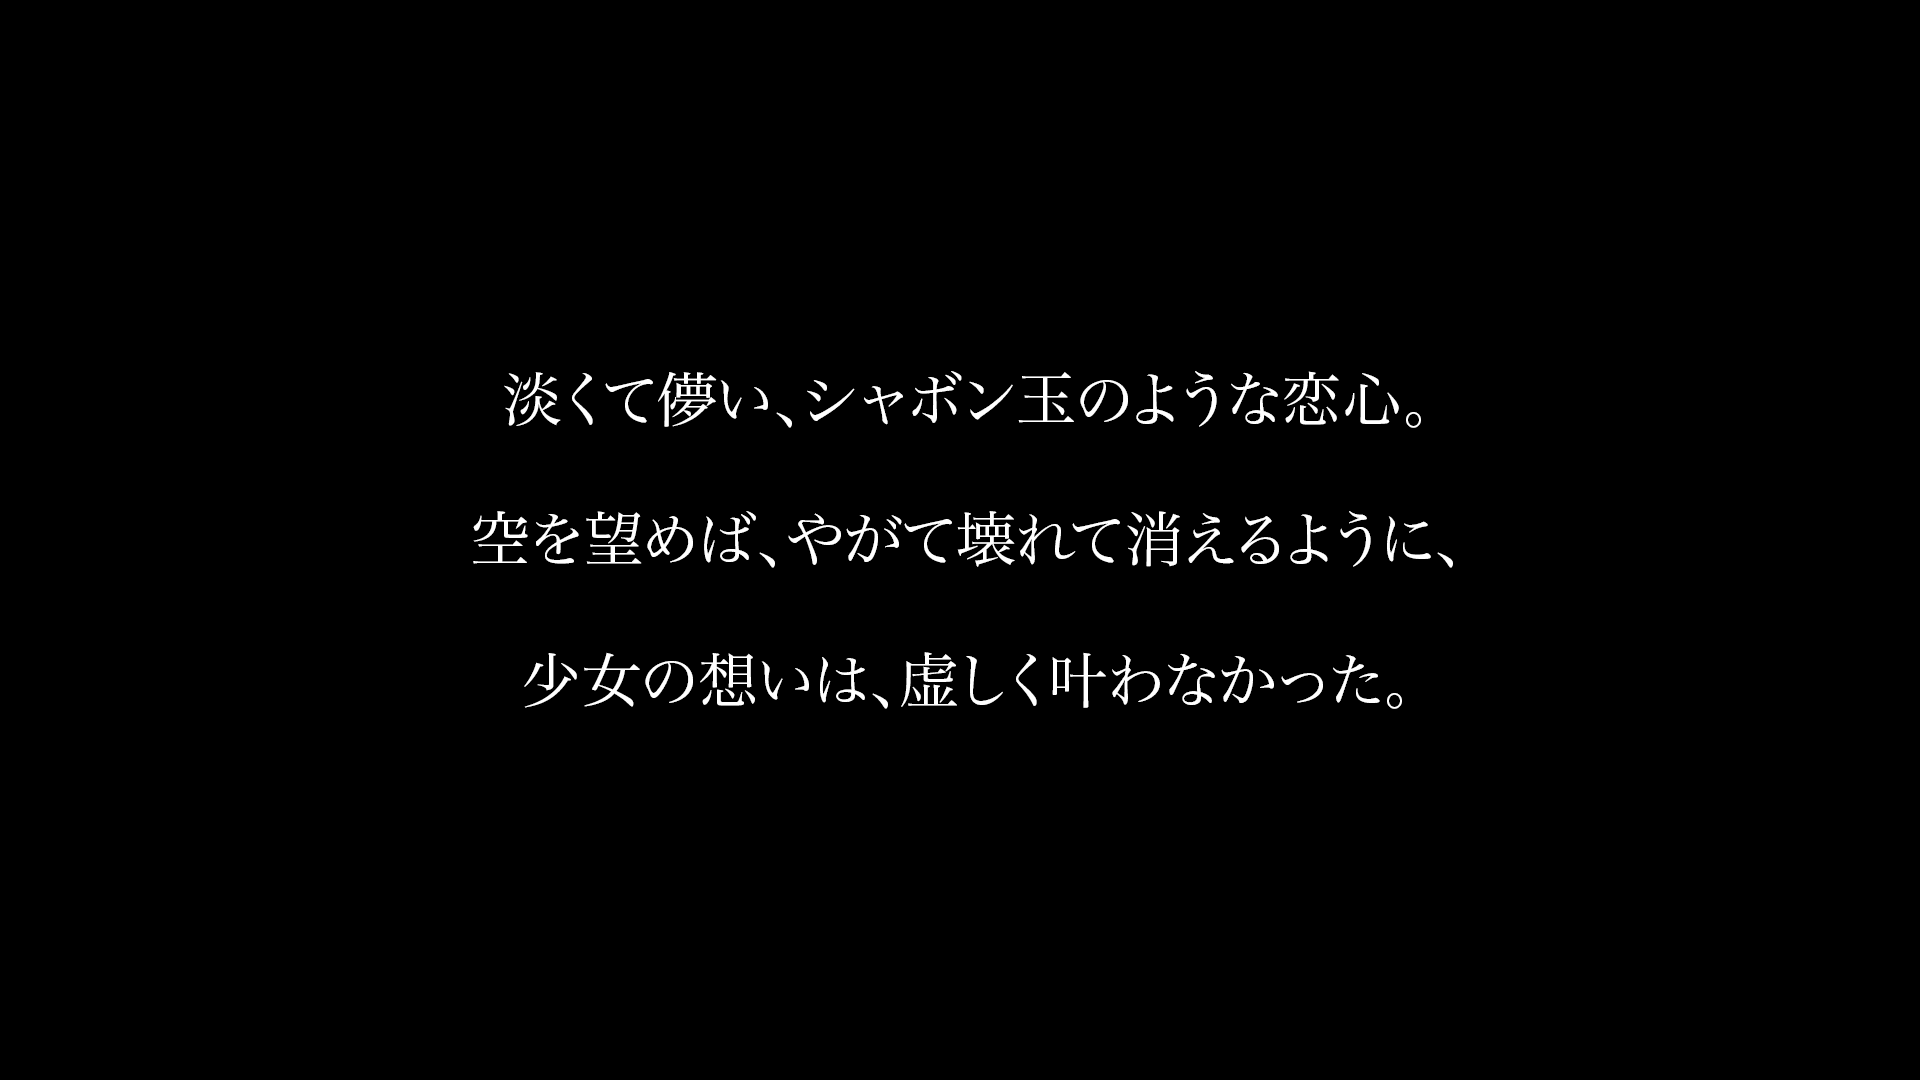 淡くて儚い、シャボン玉のような恋心。
空を望めば、やがて壊れて消えるように、
少女の想いは、虚しく叶わなかった。